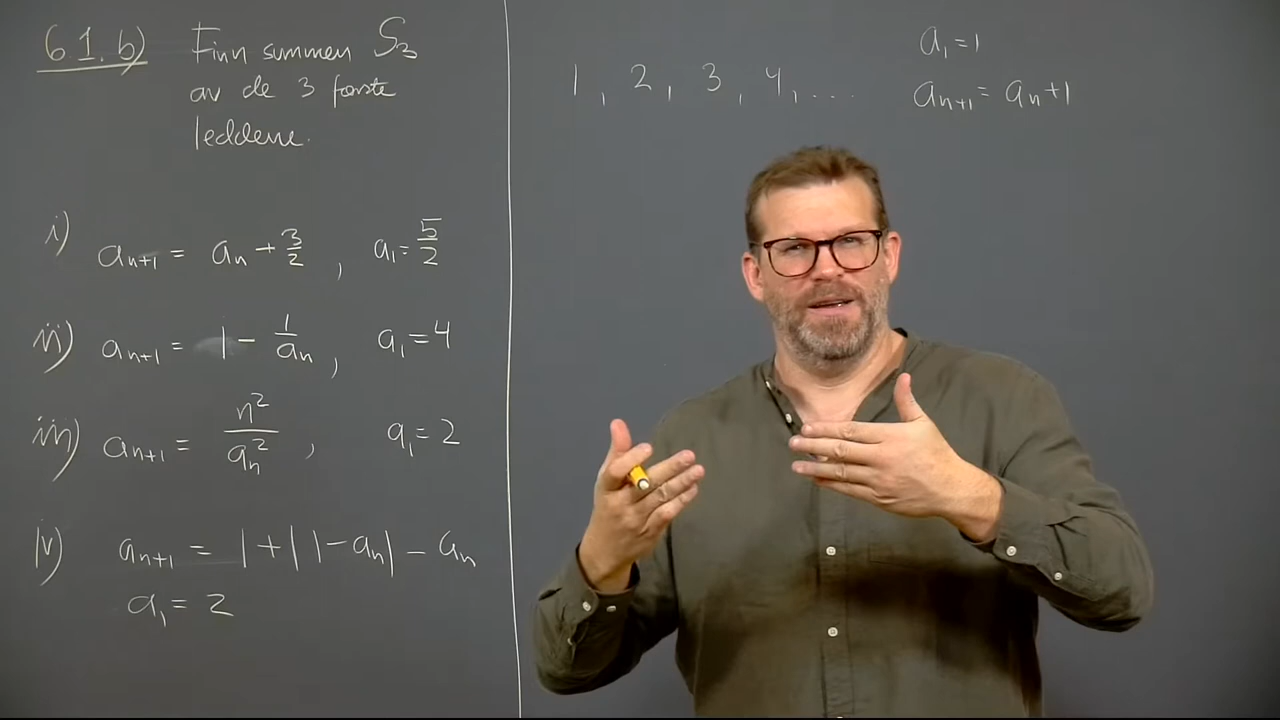 6.1.b) Finn summen S₃
av de 3 første
leddene.
i) aₙ₊₁ = aₙ + 3/2 , a₁ = 5/2
ii) aₙ₊₁ = 1 - 1/aₙ , a₁ = 4
iii) aₙ₊₁ = n²/aₙ² , a₁ = 2
iv) aₙ₊₁ = 1 + |1 - aₙ| - aₙ
a₁ = 2
1, 2, 3, 4, ...
a₁ = 1
aₙ₊₁ = aₙ + 1